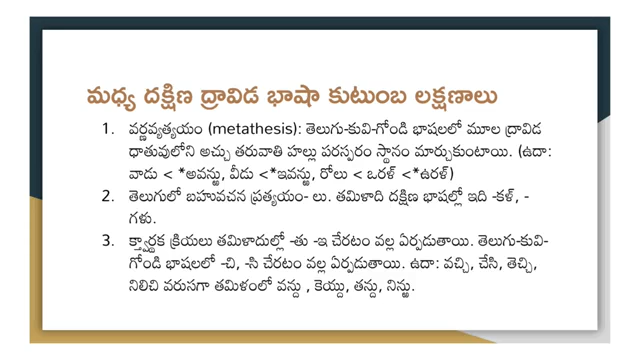 మధ్య దక్షిణ ద్రావిడ భాషా కుటుంబ లక్షణాలు
1. వర్ణవ్యత్యయం (metathesis): తెలుగు-కువి-గోండి భాషలలో మూల ద్రావిడ
ధాతువులోని అచ్చు తరువాతి హల్లు పరస్పరం స్థానం మార్చుకుంటాయి. (ఉదా:
వాడు < *అవన్ఱు, వీడు <*ఇవన్ఱు, రోలు < ఒరళ్ <*ఉరళ్)
2. తెలుగులో బహువచన ప్రత్యయం- లు. తమిళాది దక్షిణ భాషల్లో ఇది -కళ్, -
గళు.
3. క్త్వార్థక క్రియలు తమిళాదుల్లో -తు -ఇ చేరటం వల్ల ఏర్పడుతాయి. తెలుగు-కువి-
గోండి భాషలలో -చి, -సి చేరటం వల్ల ఏర్పడుతాయి. ఉదా: వచ్చి, చేసి, తెచ్చి,
నిలిచి వరుసగా తమిళంలో వన్దు , కెయ్దు, తన్దు, నిన్ఱు.